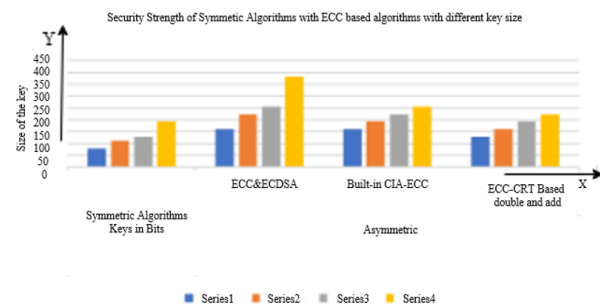 Security Strength of Symmetic Algorithms with ECC based algorithms with different key size
Y
Size of the key
450
400
350
300
250
200
150
100
50
0
ECC&ECDSA
Built-in CIA-ECC
ECC-CRT Based
double and add
X
Symmetric Algorithms
Keys in Bits
Asymmetric
Series1 Series2 Series3 Series4